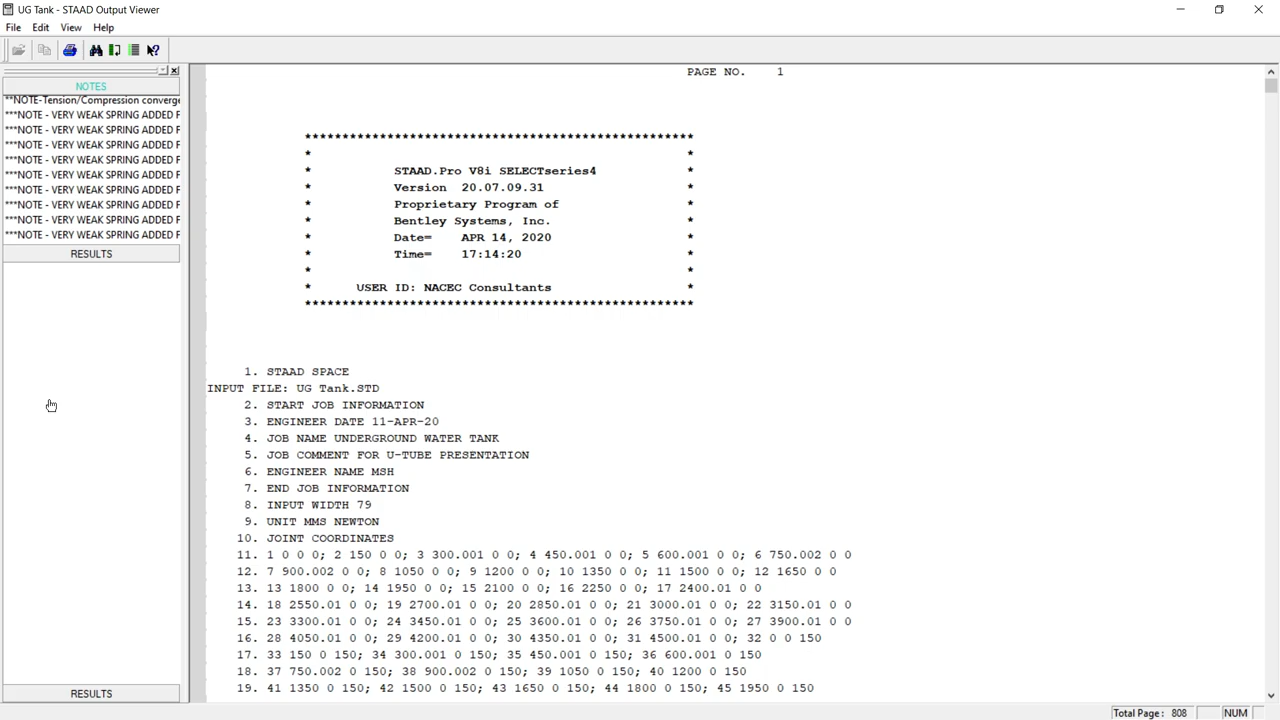 UG Tank - STAAD Output Viewer
File Edit View Help
NOTES
**NOTE-Tension/Compression converge
***NOTE - VERY WEAK SPRING ADDED F
***NOTE - VERY WEAK SPRING ADDED F
***NOTE - VERY WEAK SPRING ADDED F
***NOTE - VERY WEAK SPRING ADDED F
***NOTE - VERY WEAK SPRING ADDED F
***NOTE - VERY WEAK SPRING ADDED F
***NOTE - VERY WEAK SPRING ADDED F
***NOTE - VERY WEAK SPRING ADDED F
***NOTE - VERY WEAK SPRING ADDED F
RESULTS
RESULTS
PAGE NO. 1
****************************************************
* *
* STAAD.Pro V8i SELECTseries4 *
* Version 20.07.09.31 *
* Proprietary Program of *
* Bentley Systems, Inc. *
* Date= APR 14, 2020 *
* Time= 17:14:20 *
* *
* USER ID: NACEC Consultants *
****************************************************
1. STAAD SPACE
INPUT FILE: UG Tank.STD
2. START JOB INFORMATION
3. ENGINEER DATE 11-APR-20
4. JOB NAME UNDERGROUND WATER TANK
5. JOB COMMENT FOR U-TUBE PRESENTATION
6. ENGINEER NAME MSH
7. END JOB INFORMATION
8. INPUT WIDTH 79
9. UNIT MMS NEWTON
10. JOINT COORDINATES
11. 1 0 0 0; 2 150 0 0; 3 300.001 0 0; 4 450.001 0 0; 5 600.001 0 0; 6 750.002 0 0
12. 7 900.002 0 0; 8 1050 0 0; 9 1200 0 0; 10 1350 0 0; 11 1500 0 0; 12 1650 0 0
13. 13 1800 0 0; 14 1950 0 0; 15 2100 0 0; 16 2250 0 0; 17 2400.01 0 0
14. 18 2550.01 0 0; 19 2700.01 0 0; 20 2850.01 0 0; 21 3000.01 0 0; 22 3150.01 0 0
15. 23 3300.01 0 0; 24 3450.01 0 0; 25 3600.01 0 0; 26 3750.01 0 0; 27 3900.01 0 0
16. 28 4050.01 0 0; 29 4200.01 0 0; 30 4350.01 0 0; 31 4500.01 0 0; 32 0 0 150
17. 33 150 0 150; 34 300.001 0 150; 35 450.001 0 150; 36 600.001 0 150
18. 37 750.002 0 150; 38 900.002 0 150; 39 1050 0 150; 40 1200 0 150
19. 41 1350 0 150; 42 1500 0 150; 43 1650 0 150; 44 1800 0 150; 45 1950 0 150
Total Page: 808 NUM